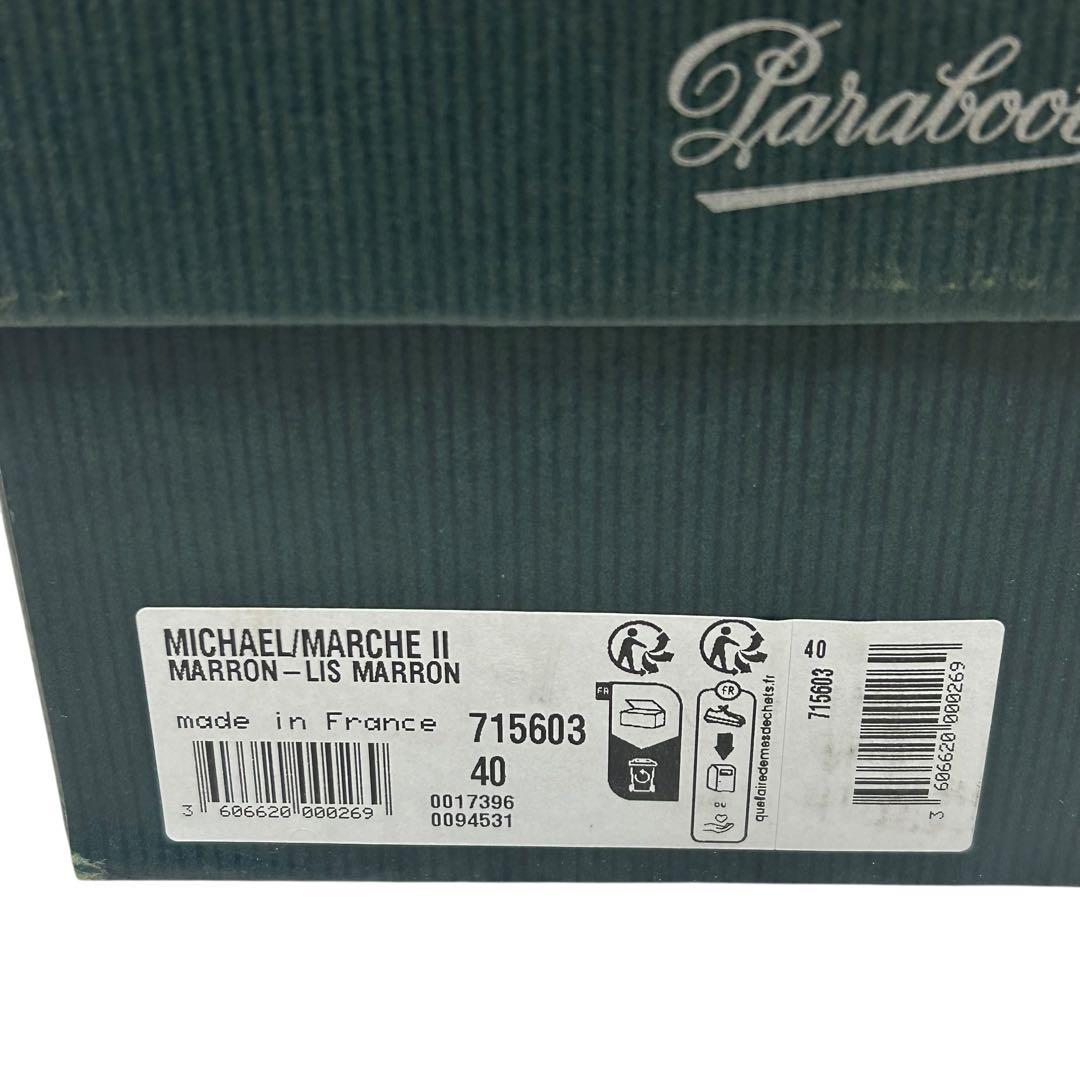 Paraboot
MICHAEL/MARCHE II
MARRON-LIS MARRON
made in France 715603
40
3 606620 000269
0017396
0094531
FR
FR
quefairedemesdechets.fr
40
715603
3 606620 000269